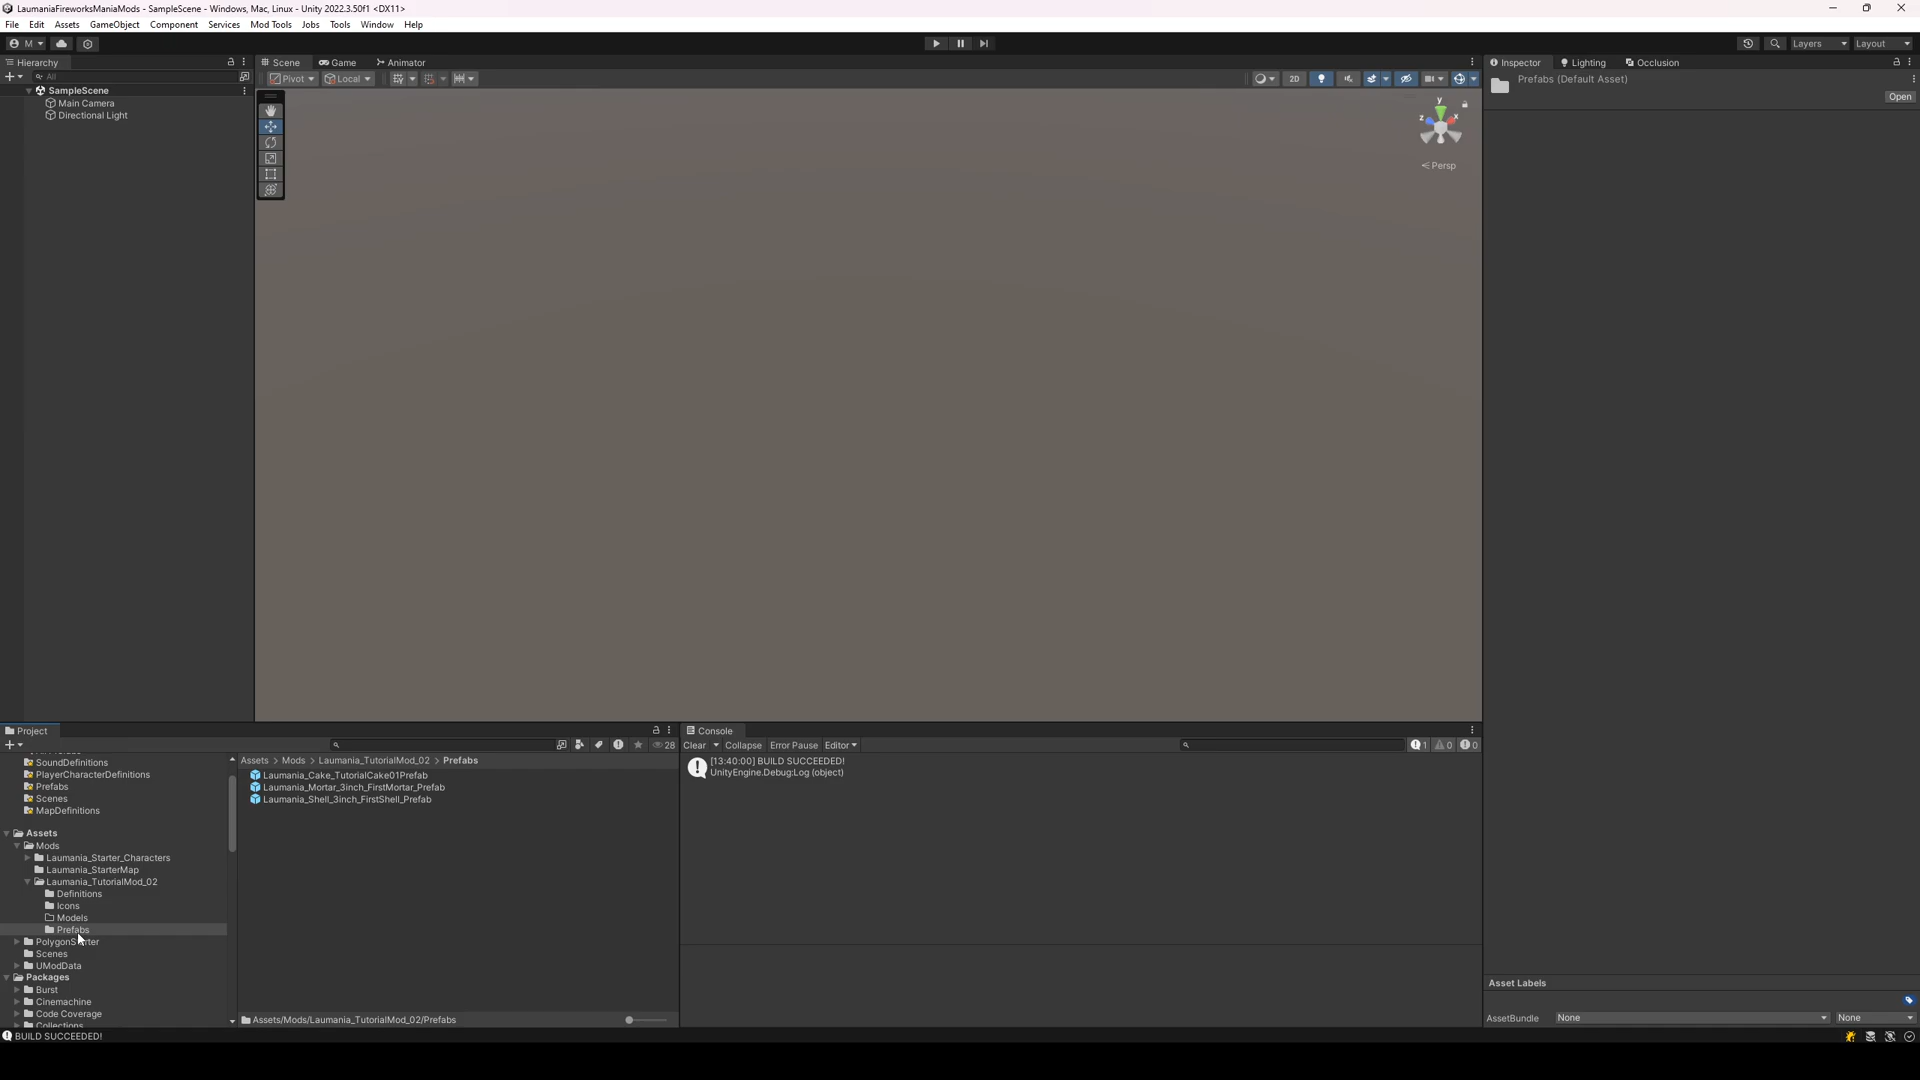 LaumaniaFireworksManiaMods - SampleScene - Windows, Mac, Linux - Unity 2022.3.50f1 <DX11>
File Edit Assets GameObject Component Services Mod Tools Jobs Tools Window Help
M Layers Layout
Hierarchy
All
SampleScene
Main Camera
Directional Light
Scene Game Animator
Pivot Local 2D
y
z x
Persp
Inspector Lighting Occlusion
Prefabs (Default Asset)
Open
Project
28
SoundDefinitions
PlayerCharacterDefinitions
Prefabs
Scenes
MapDefinitions
Assets
Mods
Laumania_Starter_Characters
Laumania_StarterMap
Laumania_TutorialMod_02
Definitions
Icons
Models
Prefabs
Scenes
UModData
Packages
Burst
Cinemachine
Code Coverage
Collections
Assets > Mods > Laumania_TutorialMod_02 > Prefabs
Laumania_Cake_TutorialCake01Prefab
Laumania_Mortar_3inch_FirstMortar_Prefab
Laumania_Shell_3inch_FirstShell_Prefab
Assets/Mods/Laumania_TutorialMod_02/Prefabs
Console
Clear Collapse Error Pause Editor 1 0 0
[13:40:00] BUILD SUCCEEDED!
UnityEngine.Debug:Log (object)
Asset Labels
AssetBundle None None
BUILD SUCCEEDED!